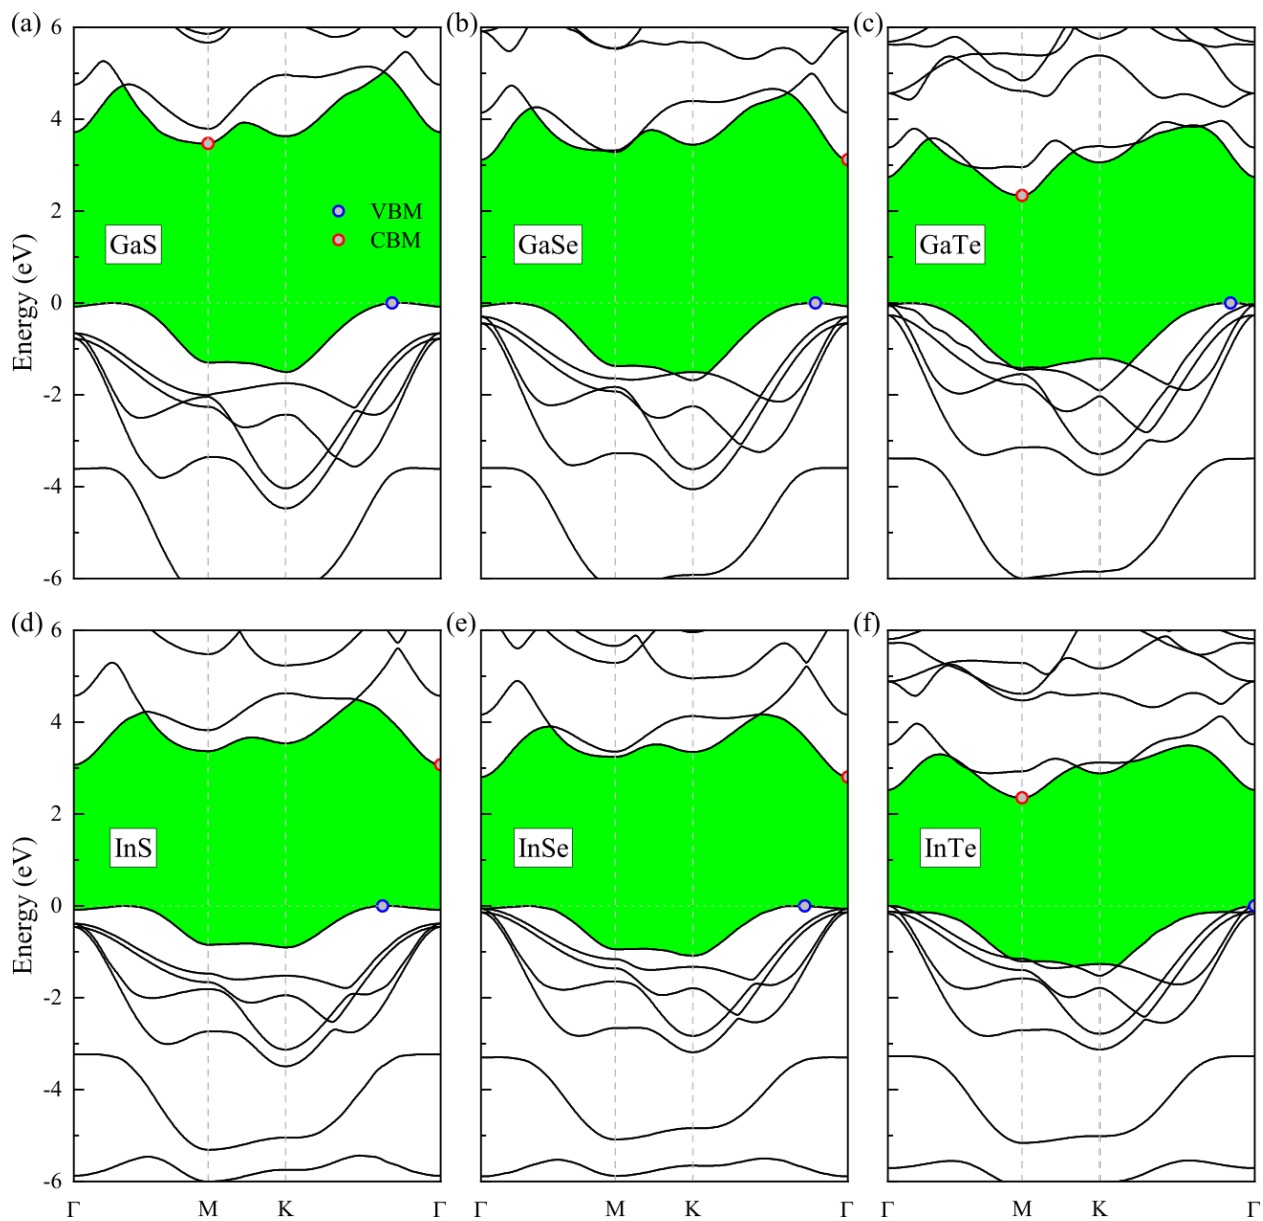 (a)
(b)
(c)
6
4
2
0
-2
-4
-6
Energy (eV)
VBM
CBM
GaS
GaSe
GaTe
(d)
(e)
(f)
6
4
2
0
-2
-4
-6
Energy (eV)
InS
InSe
InTe
Γ M K Γ M K Γ M K Γ